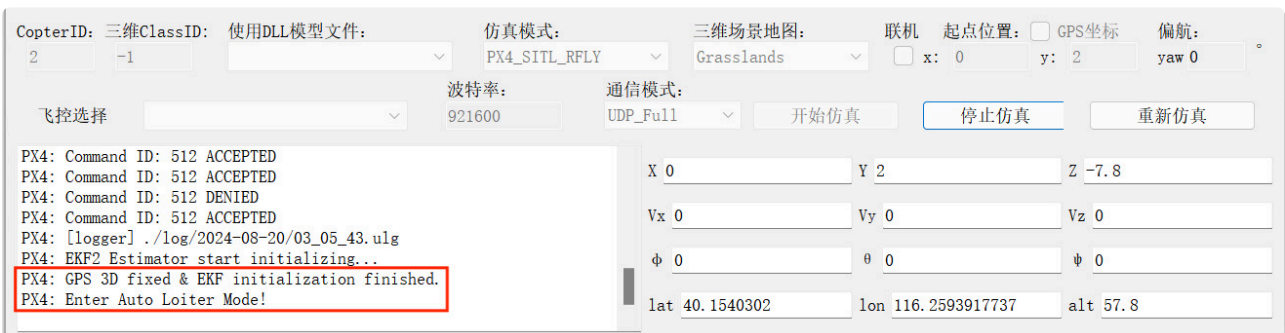 CopterID: 三维ClassID: 使用DLL模型文件: 仿真模式: 三维场景地图: 联机 起点位置: GPS坐标 偏航:
2 -1 PX4_SITL_RFLY Grasslands x: 0 y: 2 yaw 0 °
波特率: 通信模式:
飞控选择 921600 UDP_Full 开始仿真 停止仿真 重新仿真
PX4: Command ID: 512 ACCEPTED
PX4: Command ID: 512 ACCEPTED
PX4: Command ID: 512 DENIED
PX4: Command ID: 512 ACCEPTED
PX4: [logger] ./log/2024-08-20/03_05_43.ulg
PX4: EKF2 Estimator start initializing...
PX4: GPS 3D fixed & EKF initialization finished.
PX4: Enter Auto Loiter Mode!
X 0 Y 2 Z -7.8
Vx 0 Vy 0 Vz 0
ϕ 0 θ 0 ψ 0
lat 40.1540302 lon 116.2593917737 alt 57.8